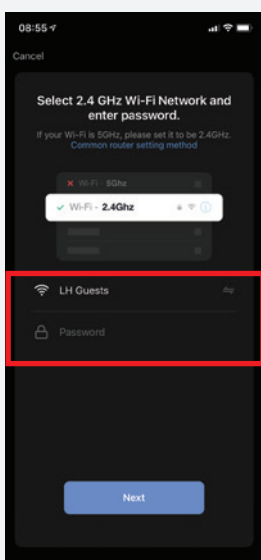 08:55
Cancel
Select 2.4 GHz Wi-Fi Network and
enter password.
If your Wi-Fi is 5GHz, please set it to be 2.4GHz.
Common router setting method
Wi-Fi - 5Ghz
Wi-Fi - 2.4Ghz
LH Guests
Password
Next